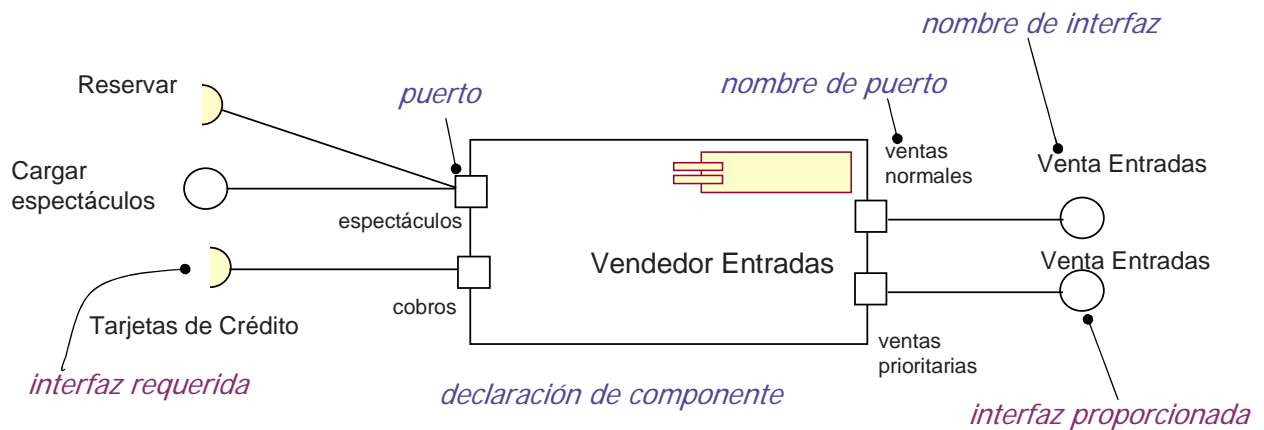 nombre de interfaz
Reservar
puerto
nombre de puerto
ventas
normales
Venta Entradas
Cargar
espectáculos
espectáculos
Vendedor Entradas
Venta Entradas
cobros
Tarjetas de Crédito
ventas
prioritarias
interfaz requerida
declaración de componente
interfaz proporcionada